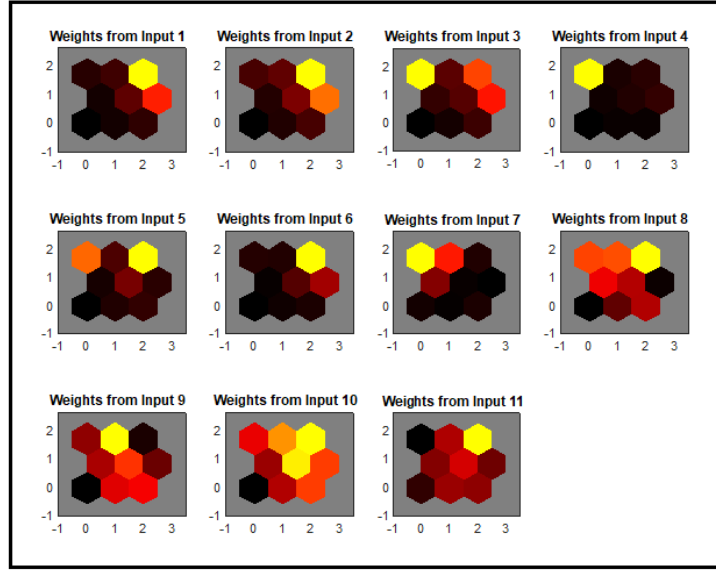 Weights from Input 1 Weights from Input 2 Weights from Input 3 Weights from Input 4
2 2 2 2
1 1 1 1
0 0 0 0
-1 -1 -1 -1
-1 0 1 2 3 -1 0 1 2 3 -1 0 1 2 3 -1 0 1 2 3
Weights from Input 5 Weights from Input 6 Weights from Input 7 Weights from Input 8
2 2 2 2
1 1 1 1
0 0 0 0
-1 -1 -1 -1
-1 0 1 2 3 -1 0 1 2 3 -1 0 1 2 3 -1 0 1 2 3
Weights from Input 9 Weights from Input 10 Weights from Input 11
2 2 2
1 1 1
0 0 0
-1 -1 -1
-1 0 1 2 3 -1 0 1 2 3 -1 0 1 2 3